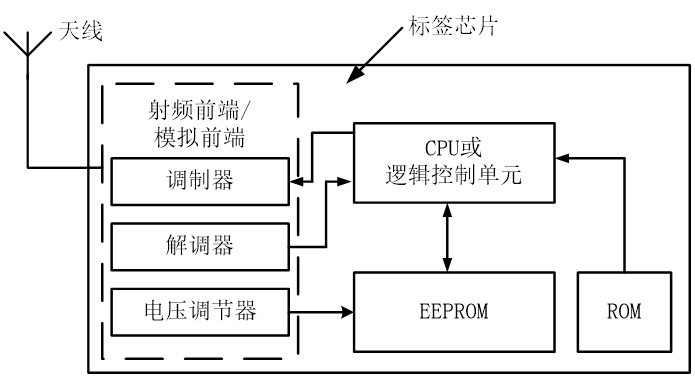 天线
标签芯片
射频前端/
模拟前端
调制器
解调器
电压调节器
CPU或
逻辑控制单元
EEPROM
ROM